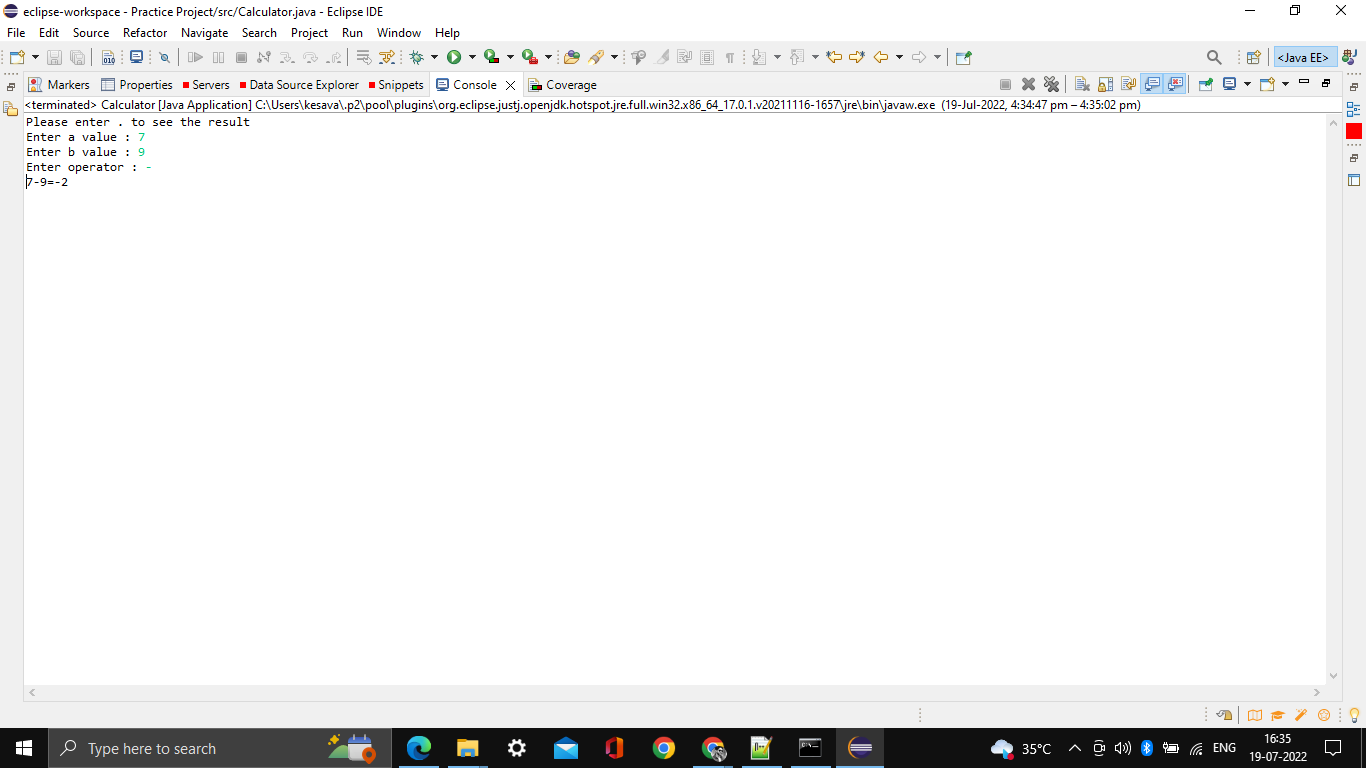 eclipse-workspace - Practice Project/src/Calculator.java - Eclipse IDE
File Edit Source Refactor Navigate Search Project Run Window Help
<Java EE>
Markers Properties Servers Data Source Explorer Snippets Console Coverage
<terminated> Calculator [Java Application] C:\Users\kesava\.p2\pool\plugins\org.eclipse.justj.openjdk.hotspot.jre.full.win32.x86_64_17.0.1.v20211116-1657\jre\bin\javaw.exe (19-Jul-2022, 4:34:47 pm – 4:35:02 pm)
Please enter . to see the result
Enter a value : 7
Enter b value : 9
Enter operator : -
7-9=-2
Type here to search
35°C
ENG
16:35
19-07-2022